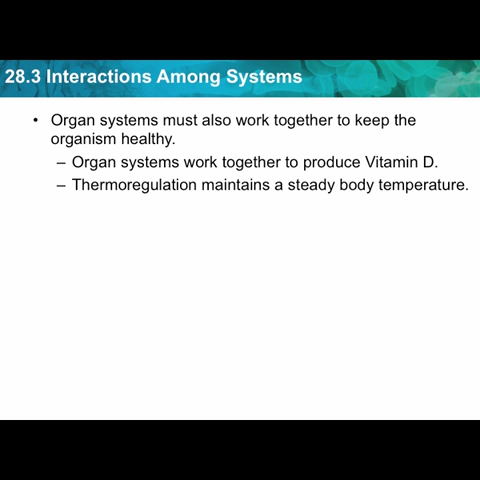 28.3 Interactions Among Systems
• Organ systems must also work together to keep the
organism healthy.
– Organ systems work together to produce Vitamin D.
– Thermoregulation maintains a steady body temperature.